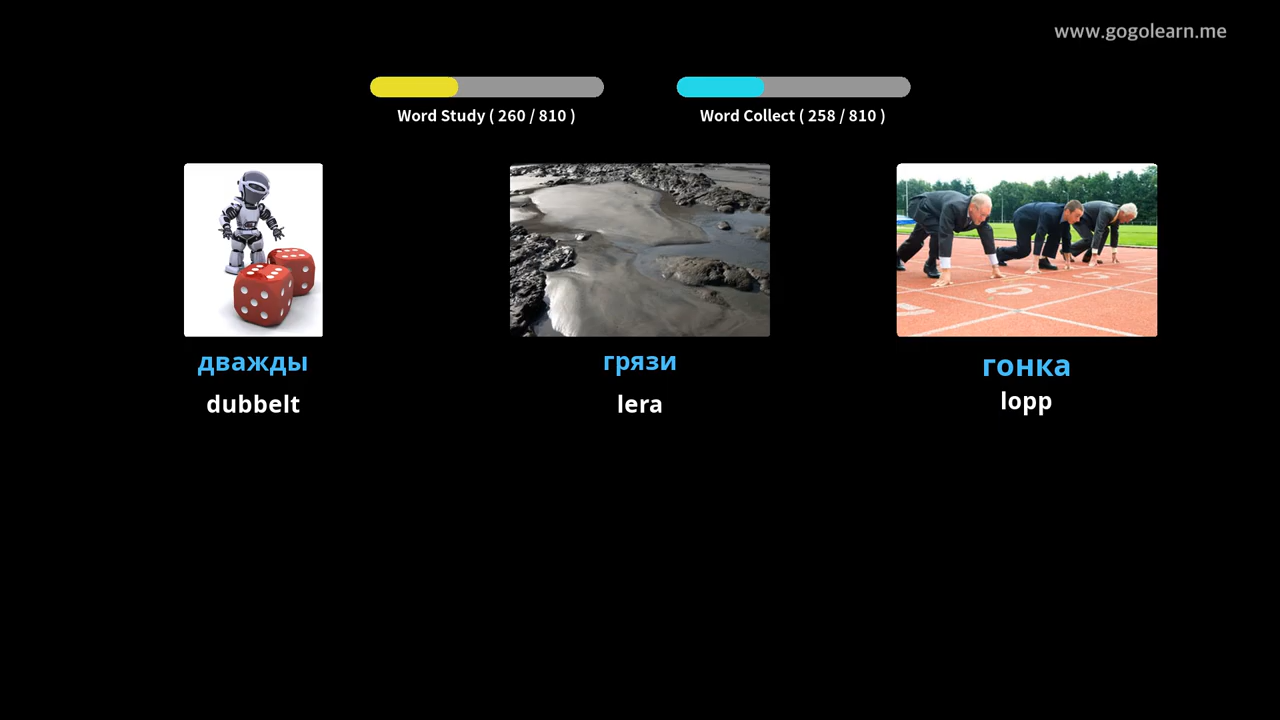 www.gogolearn.me
Word Study ( 260 / 810 )
Word Collect ( 258 / 810 )
дважды
грязи
гонка
dubbelt
lera
lopp